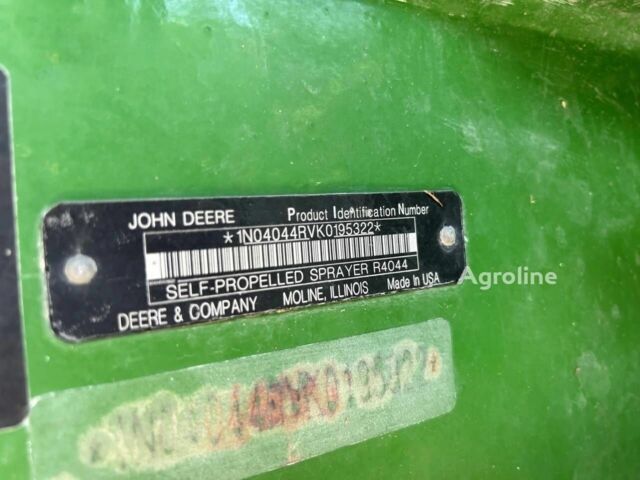 JOHN DEERE Product Identification Number
*1N04044RVK0195322*
SELF-PROPELLED SPRAYER R4044
DEERE & COMPANY MOLINE, ILLINOIS Made In USA
Agroline